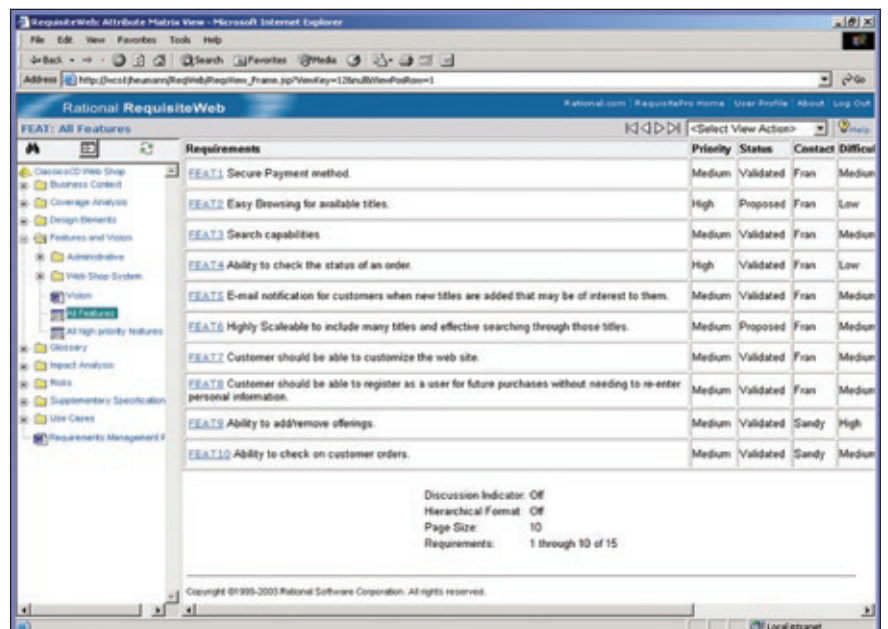 RequisiteWeb: Attribute Matrix View - Microsoft Internet Explorer
File Edit View Favorites Tools Help
Back Search Favorites Media
Address Go
Rational RequisiteWeb
Rational.com | RequisitePro Home | User Profile | About | Log Out
FEAT: All Features
<Select View Action> Help
Requirements Priority Status Contact Difficul
ClassicsCD Web Shop
Business Context
Coverage Analysis
Design Elements
Features and Vision
Administrative
Web Shop System
Vision
All Features
All high priority features
Glossary
Impact Analysis
Risks
Supplementary Specification
Use Cases
Requirements Management P
FEAT1 Secure Payment method. Medium Validated Fran Medium
FEAT2 Easy Browsing for available titles. High Proposed Fran Low
FEAT3 Search capabilities Medium Validated Fran Medium
FEAT4 Ability to check the status of an order. High Validated Fran Low
FEAT5 E-mail notification for customers when new titles are added that may be of interest to them. Medium Validated Fran Medium
FEAT6 Highly Scaleable to include many titles and effective searching through those titles. Medium Proposed Fran Medium
FEAT7 Customer should be able to customize the web site. Medium Validated Fran Medium
FEAT8 Customer should be able to register as a user for future purchases without needing to re-enter
personal information. Medium Validated Fran Medium
FEAT9 Ability to add/remove offerings. Medium Validated Sandy High
FEAT10 Ability to check on customer orders. Medium Validated Sandy Medium
Discussion Indicator: Off
Hierarchical Format: Off
Page Size: 10
Requirements: 1 through 10 of 15
Copyright ©1999-2003 Rational Software Corporation. All rights reserved.
Local intranet